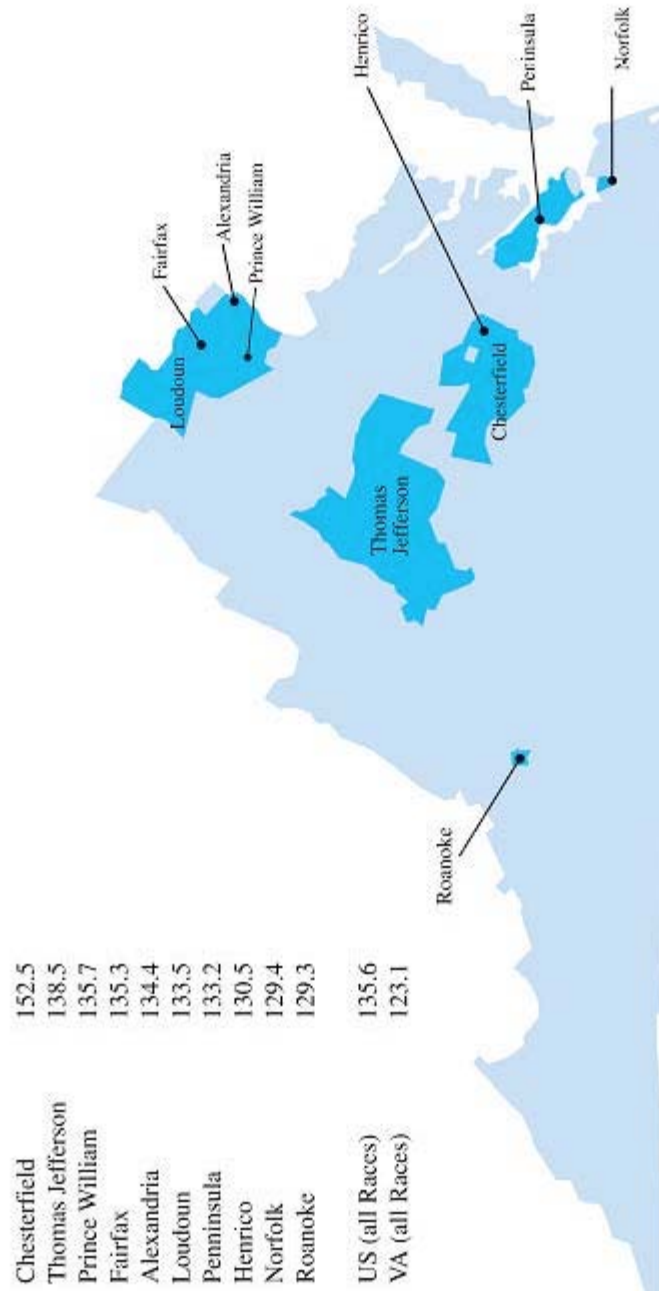 Chesterfield 152.5
Thomas Jefferson 138.5
Prince William 135.7
Fairfax 135.3
Alexandria 134.4
Loudoun 133.5
Penninsula 133.2
Henrico 130.5
Norfolk 129.4
Roanoke 129.3
US (all Races) 135.6
VA (all Races) 123.1
Fairfax
Alexandria
Prince William
Loudoun
Henrico
Peninsula
Norfolk
Chesterfield
Thomas
Jefferson
Roanoke